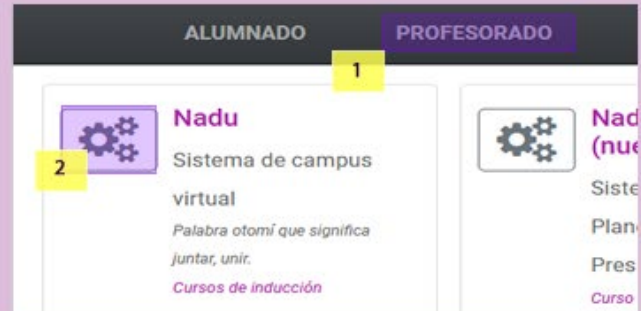 ALUMNADO PROFESORADO
1
2
Nadu
Sistema de campus
virtual
Palabra otomí que significa
juntar, unir.
Cursos de inducción
Nad
(nue
Siste
Plan
Pres
Curso